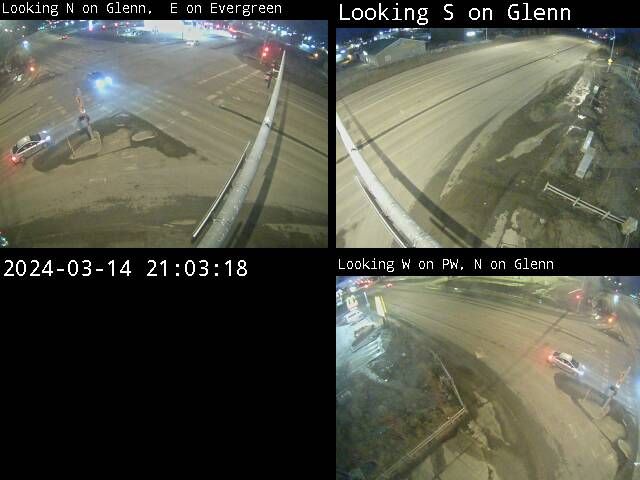 Looking N on Glenn, E on Evergreen
Looking S on Glenn
2024-03-14 21:03:18
Looking W on PW, N on Glenn